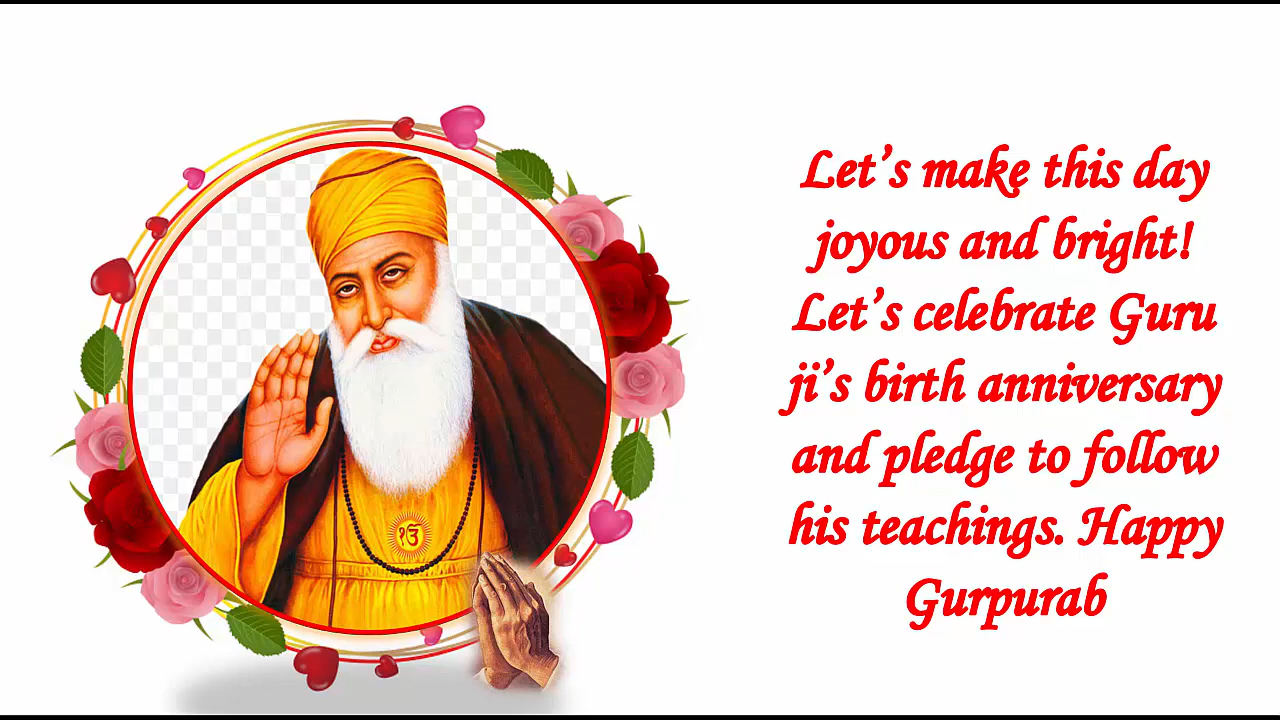 Let’s make this day
joyous and bright!
Let’s celebrate Guru
ji’s birth anniversary
and pledge to follow
his teachings. Happy
Gurpurab
ੴ